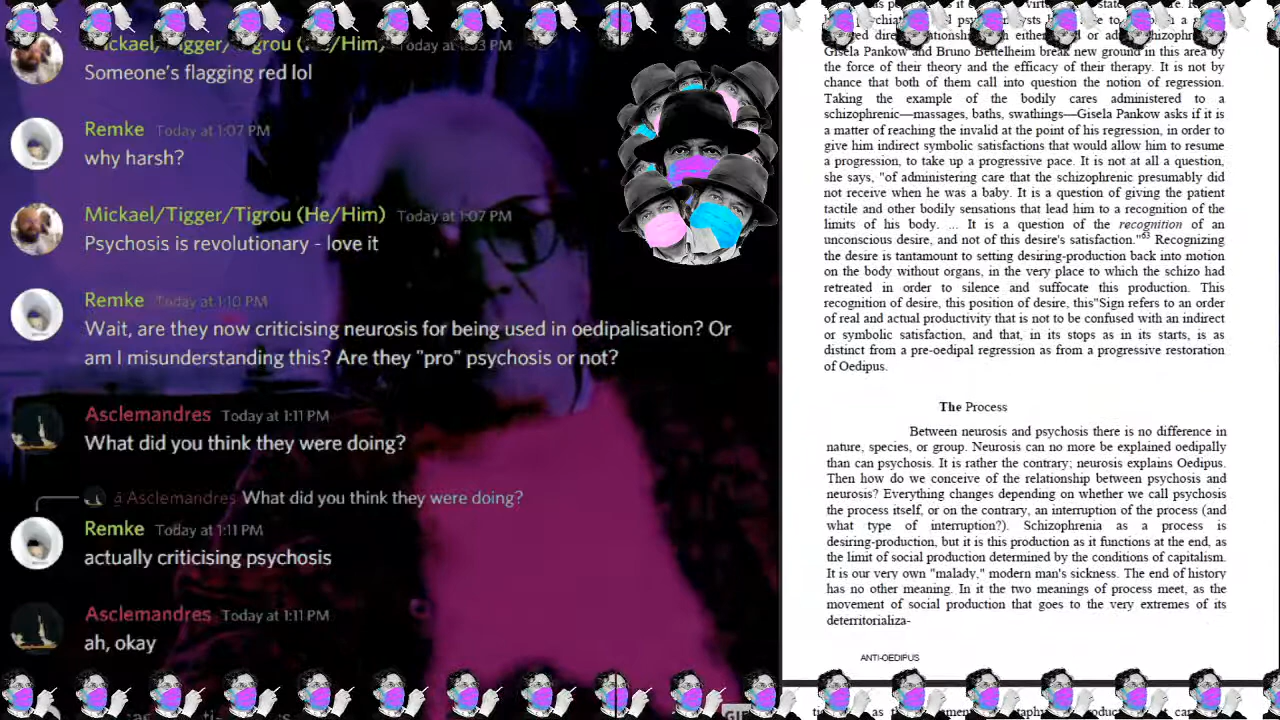 Mickael/Tigger/Tigrou (He/Him) Today at
Someone's flagging red lol
Remke Today at 1:07 PM
why harsh?
Mickael/Tigger/Tigrou (He/Him) Today at 1:07 PM
Psychosis is revolutionary - love it
Remke Today at 1:10 PM
Wait, are they now criticising neurosis for being used in oedipalisation? Or
am I misunderstanding this? Are they "pro" psychosis or not?
Asclemandres Today at 1:11 PM
What did you think they were doing?
Asclemandres What did you think they were doing?
Remke Today at 1:11 PM
actually criticising psychosis
Asclemandres Today at 1:11 PM
ah, okay
Gisela Pankow and Bruno Bettelheim break new ground in this area by
the force of their theory and the efficacy of their therapy. It is not by
chance that both of them call into question the notion of regression.
Taking the example of the bodily cares administered to a
schizophrenic—massages, baths, swathings—Gisela Pankow asks if it is
a matter of reaching the invalid at the point of his regression, in order to
give him indirect symbolic satisfactions that would allow him to resume
a progression, to take up a progressive pace. It is not at all a question,
she says, "of administering care that the schizophrenic presumably did
not receive when he was a baby. It is a question of giving the patient
tactile and other bodily sensations that lead him to a recognition of the
limits of his body. ... It is a question of the recognition of an
unconscious desire, and not of this desire's satisfaction."63 Recognizing
the desire is tantamount to setting desiring-production back into motion
on the body without organs, in the very place to which the schizo had
retreated in order to silence and suffocate this production. This
recognition of desire, this position of desire, this"Sign refers to an order
of real and actual productivity that is not to be confused with an indirect
or symbolic satisfaction, and that, in its stops as in its starts, is as
distinct from a pre-oedipal regression as from a progressive restoration
of Oedipus.
The Process
Between neurosis and psychosis there is no difference in
nature, species, or group. Neurosis can no more be explained oedipally
than can psychosis. It is rather the contrary; neurosis explains Oedipus.
Then how do we conceive of the relationship between psychosis and
neurosis? Everything changes depending on whether we call psychosis
the process itself, or on the contrary, an interruption of the process (and
what type of interruption?). Schizophrenia as a process is
desiring-production, but it is this production as it functions at the end, as
the limit of social production determined by the conditions of capitalism.
It is our very own "malady," modern man's sickness. The end of history
has no other meaning. In it the two meanings of process meet, as the
movement of social production that goes to the very extremes of its
deterritorializa-
ANTI-OEDIPUS